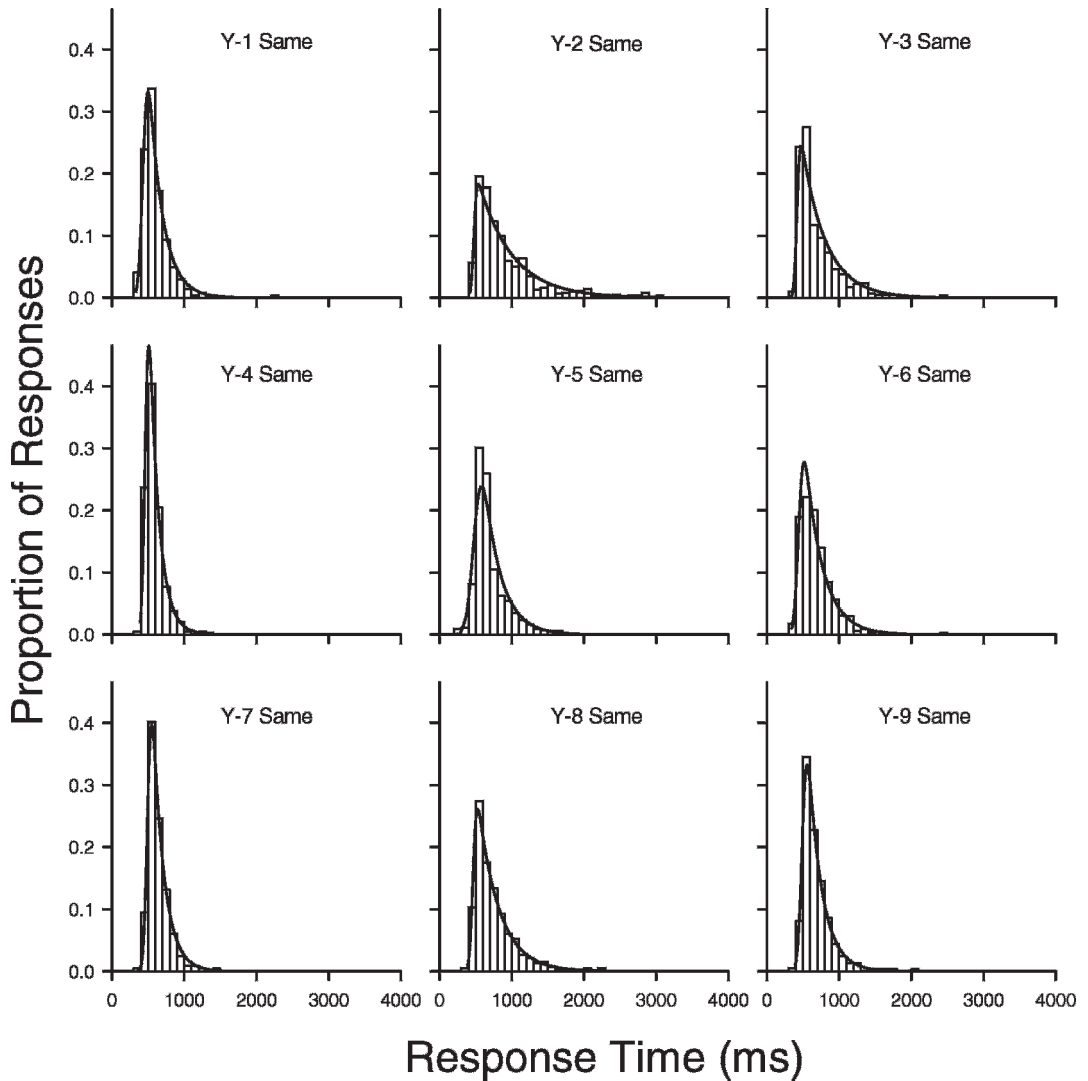 Y-1 Same
Y-2 Same
Y-3 Same
0.4
0.3
0.2
0.1
0.0
Y-4 Same
Y-5 Same
Y-6 Same
0.4
0.3
0.2
0.1
0.0
Y-7 Same
Y-8 Same
Y-9 Same
0.4
0.3
0.2
0.1
0.0
0 1000 2000 3000 4000
0 1000 2000 3000 4000
0 1000 2000 3000 4000
Proportion of Responses
Response Time (ms)